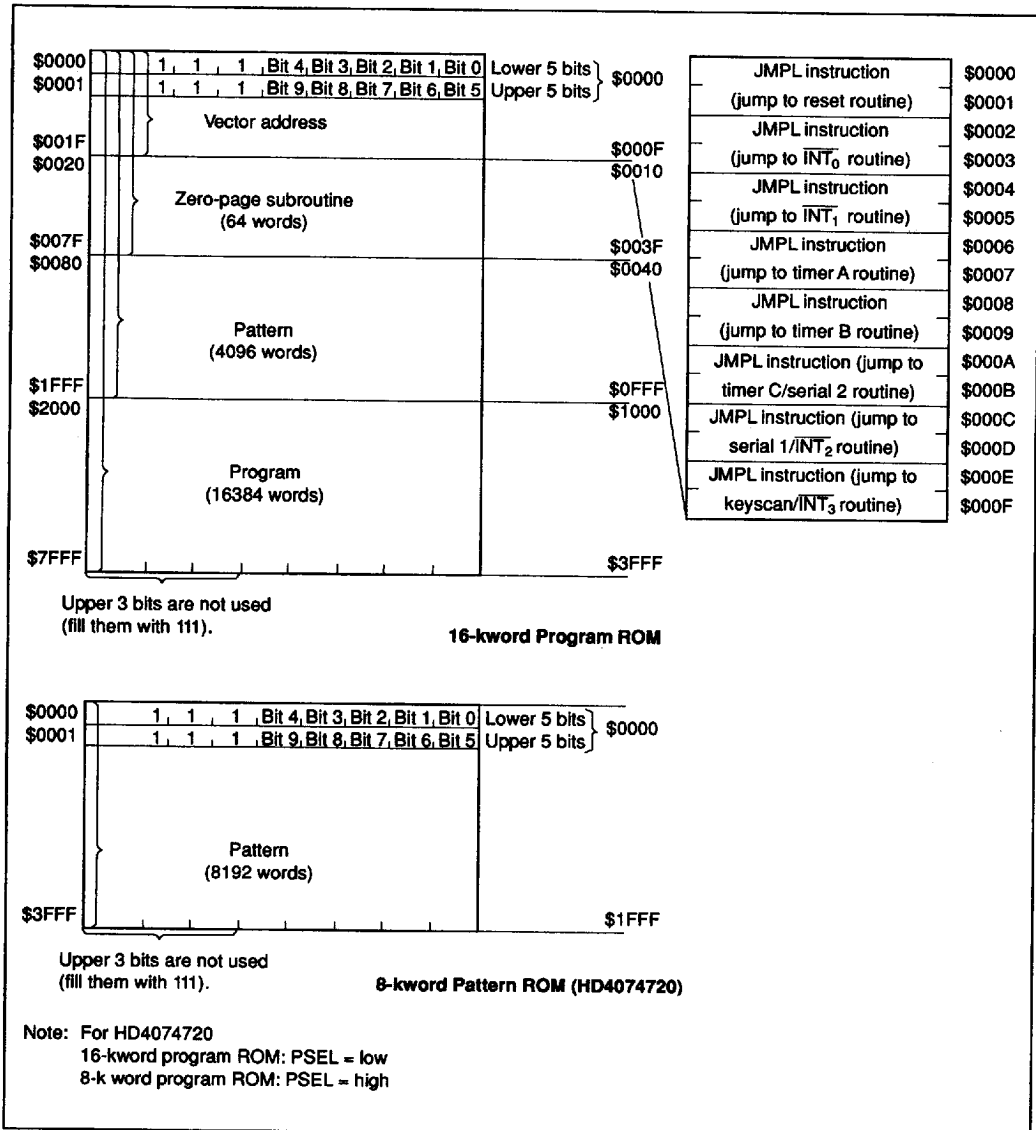 $0000 1 1 1 Bit 4 Bit 3 Bit 2 Bit 1 Bit 0 Lower 5 bits
$0001 1 1 1 Bit 9 Bit 8 Bit 7 Bit 6 Bit 5 Upper 5 bits
$0000
Vector address
$001F
$000F
$0020
$0010
Zero-page subroutine
(64 words)
$007F
$003F
$0080
$0040
Pattern
(4096 words)
$1FFF
$0FFF
$2000
$1000
Program
(16384 words)
$7FFF
$3FFF
Upper 3 bits are not used
(fill them with 111).
16-kword Program ROM
JMPL instruction $0000
(jump to reset routine) $0001
JMPL instruction $0002
(jump to INT0 routine) $0003
JMPL instruction $0004
(jump to INT1 routine) $0005
JMPL instruction $0006
(jump to timer A routine) $0007
JMPL instruction $0008
(jump to timer B routine) $0009
JMPL instruction (jump to $000A
timer C/serial 2 routine) $000B
JMPL instruction (jump to $000C
serial 1/INT2 routine) $000D
JMPL instruction (jump to $000E
keyscan/INT3 routine) $000F
$0000 1 1 1 Bit 4 Bit 3 Bit 2 Bit 1 Bit 0 Lower 5 bits
$0001 1 1 1 Bit 9 Bit 8 Bit 7 Bit 6 Bit 5 Upper 5 bits
$0000
Pattern
(8192 words)
$3FFF
$1FFF
Upper 3 bits are not used
(fill them with 111).
8-kword Pattern ROM (HD4074720)
Note: For HD4074720
16-kword program ROM: PSEL = low
8-k word program ROM: PSEL = high